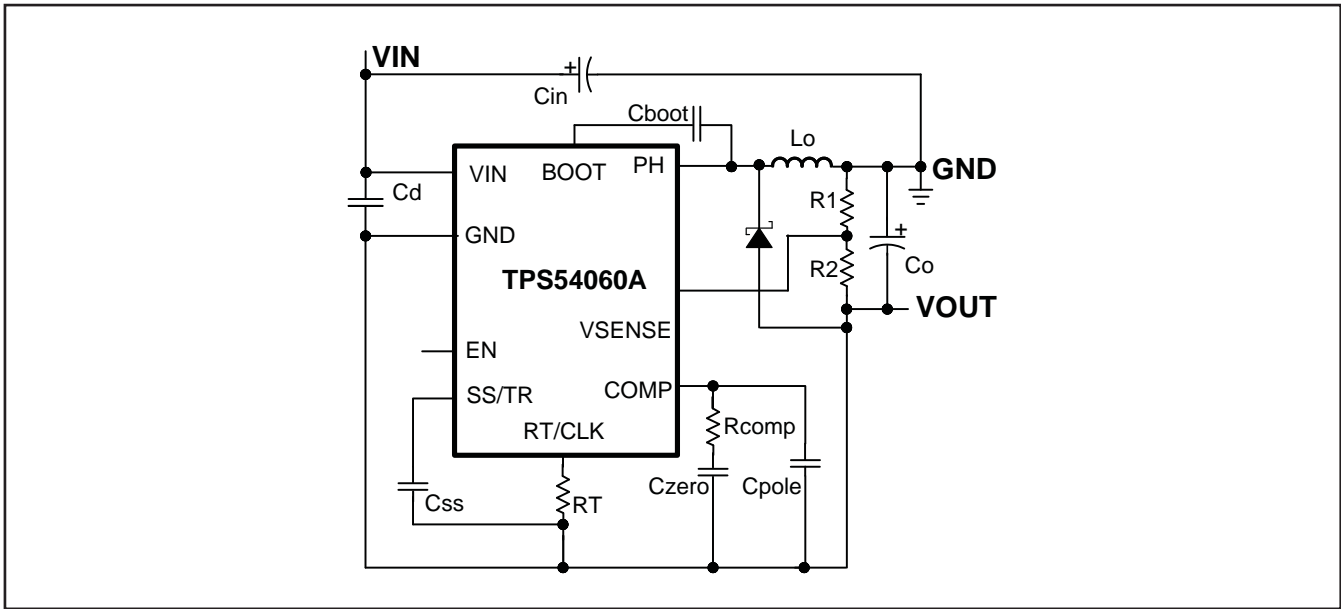 VIN
Cin
Cboot
Lo
VIN
BOOT
PH
GND
Cd
R1
GND
R2
Co
TPS54060A
VOUT
VSENSE
EN
SS/TR
COMP
RT/CLK
Rcomp
Czero
Cpole
Css
RT